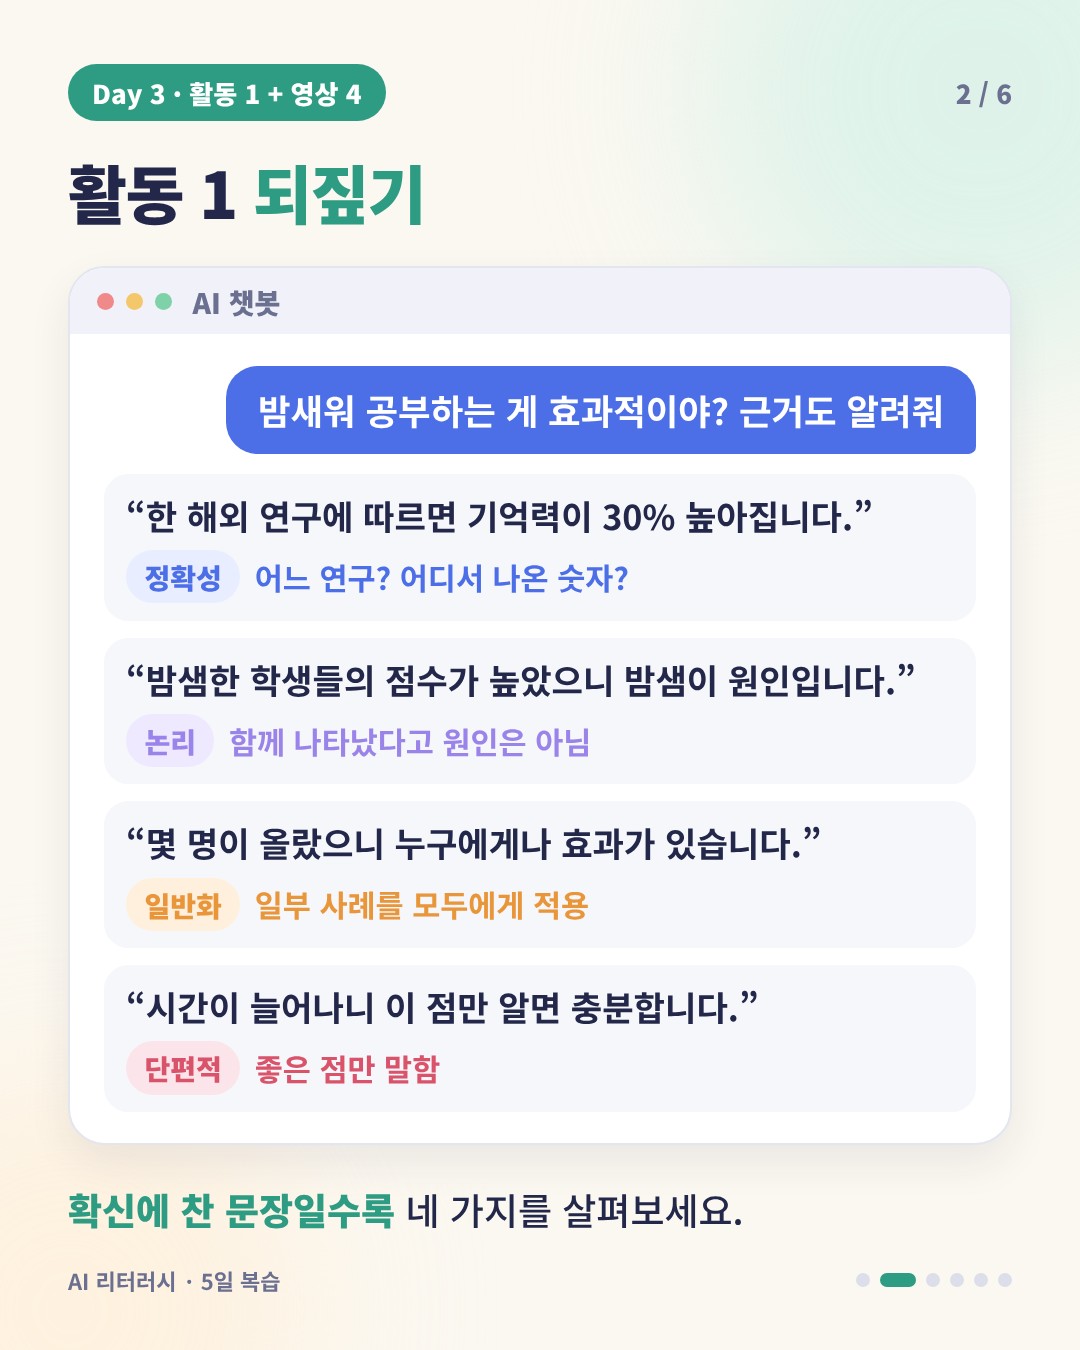 Day 3 · 활동 1 + 영상 4
2 / 6
활동 1 되짚기
AI 챗봇
밤새워 공부하는 게 효과적이야? 근거도 알려줘
“한 해외 연구에 따르면 기억력이 30% 높아집니다.”
정확성 어느 연구? 어디서 나온 숫자?
“밤샘한 학생들의 점수가 높았으니 밤샘이 원인입니다.”
논리 함께 나타났다고 원인은 아님
“몇 명이 올랐으니 누구에게나 효과가 있습니다.”
일반화 일부 사례를 모두에게 적용
“시간이 늘어나니 이 점만 알면 충분합니다.”
단편적 좋은 점만 말함
확신에 찬 문장일수록 네 가지를 살펴보세요.
AI 리터러시 · 5일 복습